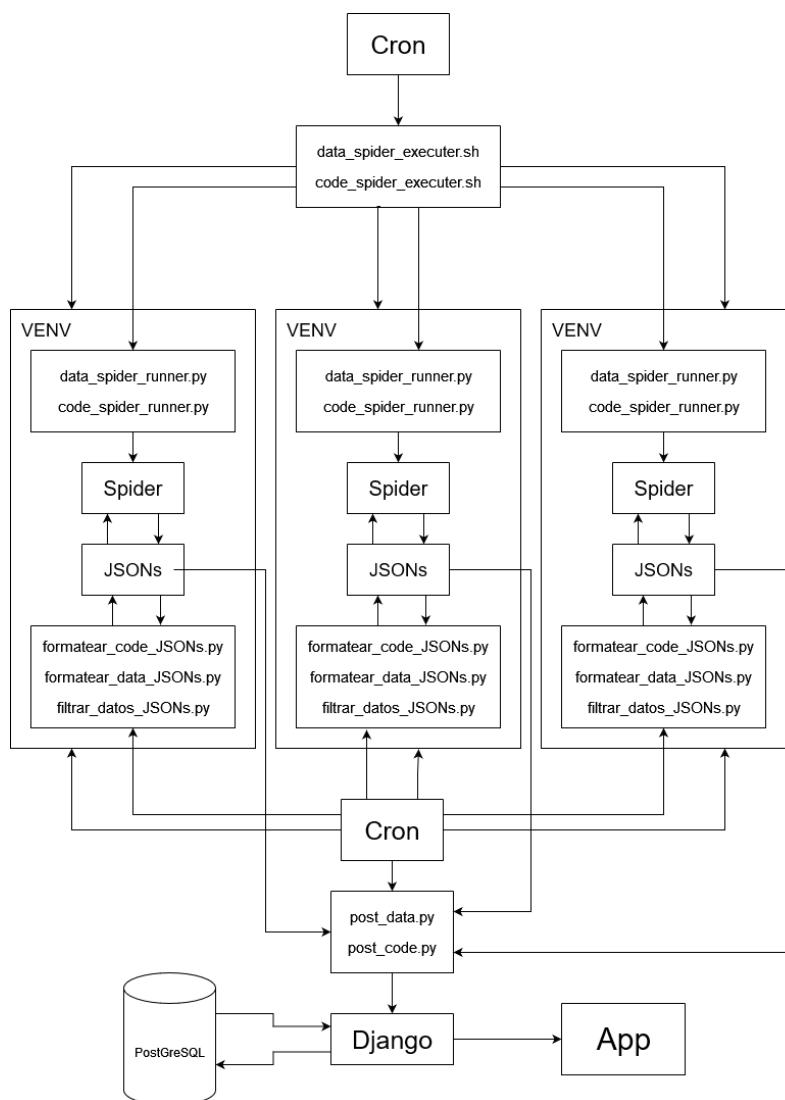 Cron
data_spider_executer.sh
code_spider_executer.sh
VENV
data_spider_runner.py
code_spider_runner.py
Spider
JSONs
formatear_code_JSONs.py
formatear_data_JSONs.py
filtrar_datos_JSONs.py
VENV
data_spider_runner.py
code_spider_runner.py
Spider
JSONs
formatear_code_JSONs.py
formatear_data_JSONs.py
filtrar_datos_JSONs.py
VENV
data_spider_runner.py
code_spider_runner.py
Spider
JSONs
formatear_code_JSONs.py
formatear_data_JSONs.py
filtrar_datos_JSONs.py
Cron
post_data.py
post_code.py
PostGreSQL
Django
App